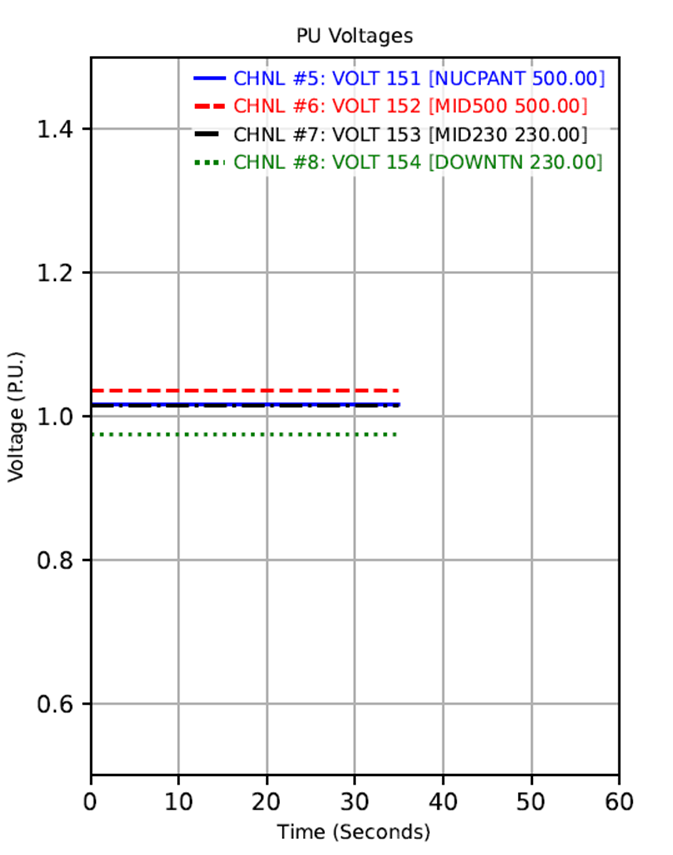 PU Voltages
CHNL #5: VOLT 151 [NUCPANT 500.00]
CHNL #6: VOLT 152 [MID500 500.00]
CHNL #7: VOLT 153 [MID230 230.00]
CHNL #8: VOLT 154 [DOWNTN 230.00]
1.4
1.2
1.0
0.8
0.6
Voltage (P.U.)
0 10 20 30 40 50 60
Time (Seconds)